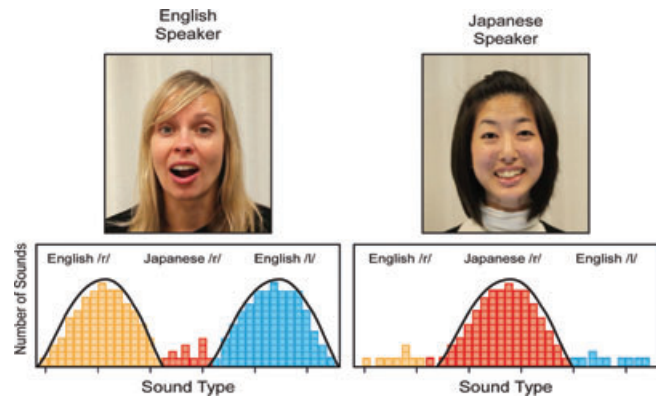 English
Speaker
Japanese
Speaker
English /r/ Japanese /r/ English /l/
English /r/ Japanese /r/ English /l/
Number of Sounds
Sound Type
Sound Type